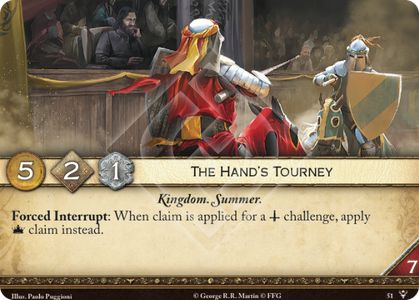 5 2 1 THE HAND'S TOURNEY
Kingdom. Summer.
Forced Interrupt: When claim is applied for a challenge, apply
claim instead.
7
Illus. Paolo Puggioni © George R.R. Martin © FFG 51